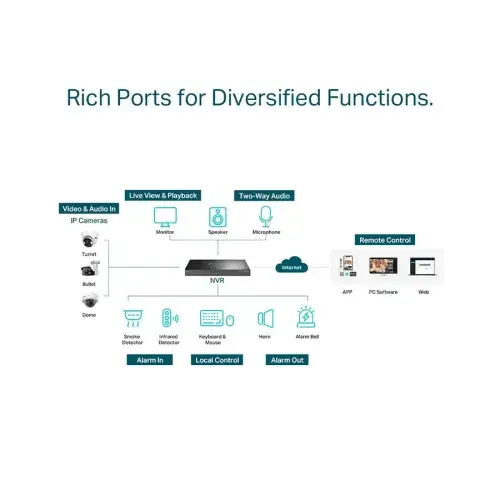 Rich Ports for Diversified Functions.
Live View & Playback
Two-Way Audio
Video & Audio In
IP Cameras
Monitor
Speaker
Microphone
Remote Control
Turret
Internet
Bullet
NVR
APP
PC Software
Web
Dome
Smoke
Detector
Infrared
Detector
Keyboard &
Mouse
Horn
Alarm Bell
Alarm In
Local Control
Alarm Out